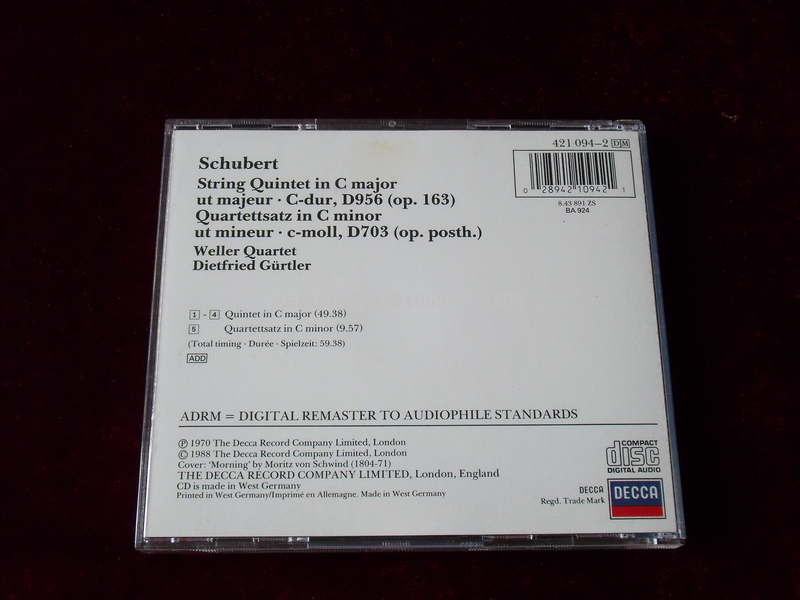 421 094-2 DM
0 28942 10942 1
8.43 891 ZS
BA 924
Schubert
String Quintet in C major
ut majeur · C-dur, D956 (op. 163)
Quartettsatz in C minor
ut mineur · c-moll, D703 (op. posth.)
Weller Quartet
Dietfried Gürtler
1 - 4 Quintet in C major (49.38)
5 Quartettsatz in C minor (9.57)
(Total timing · Durée · Spielzeit: 59.38)
ADD
ADRM = DIGITAL REMASTER TO AUDIOPHILE STANDARDS
Ⓟ 1970 The Decca Record Company Limited, London
© 1988 The Decca Record Company Limited, London
Cover: 'Morning' by Moritz von Schwind (1804-71)
THE DECCA RECORD COMPANY LIMITED, London, England
CD is made in West Germany
Printed in West Germany/Imprimé en Allemagne. Made in West Germany
COMPACT
disc
DIGITAL AUDIO
DECCA
Regd. Trade Mark
DECCA